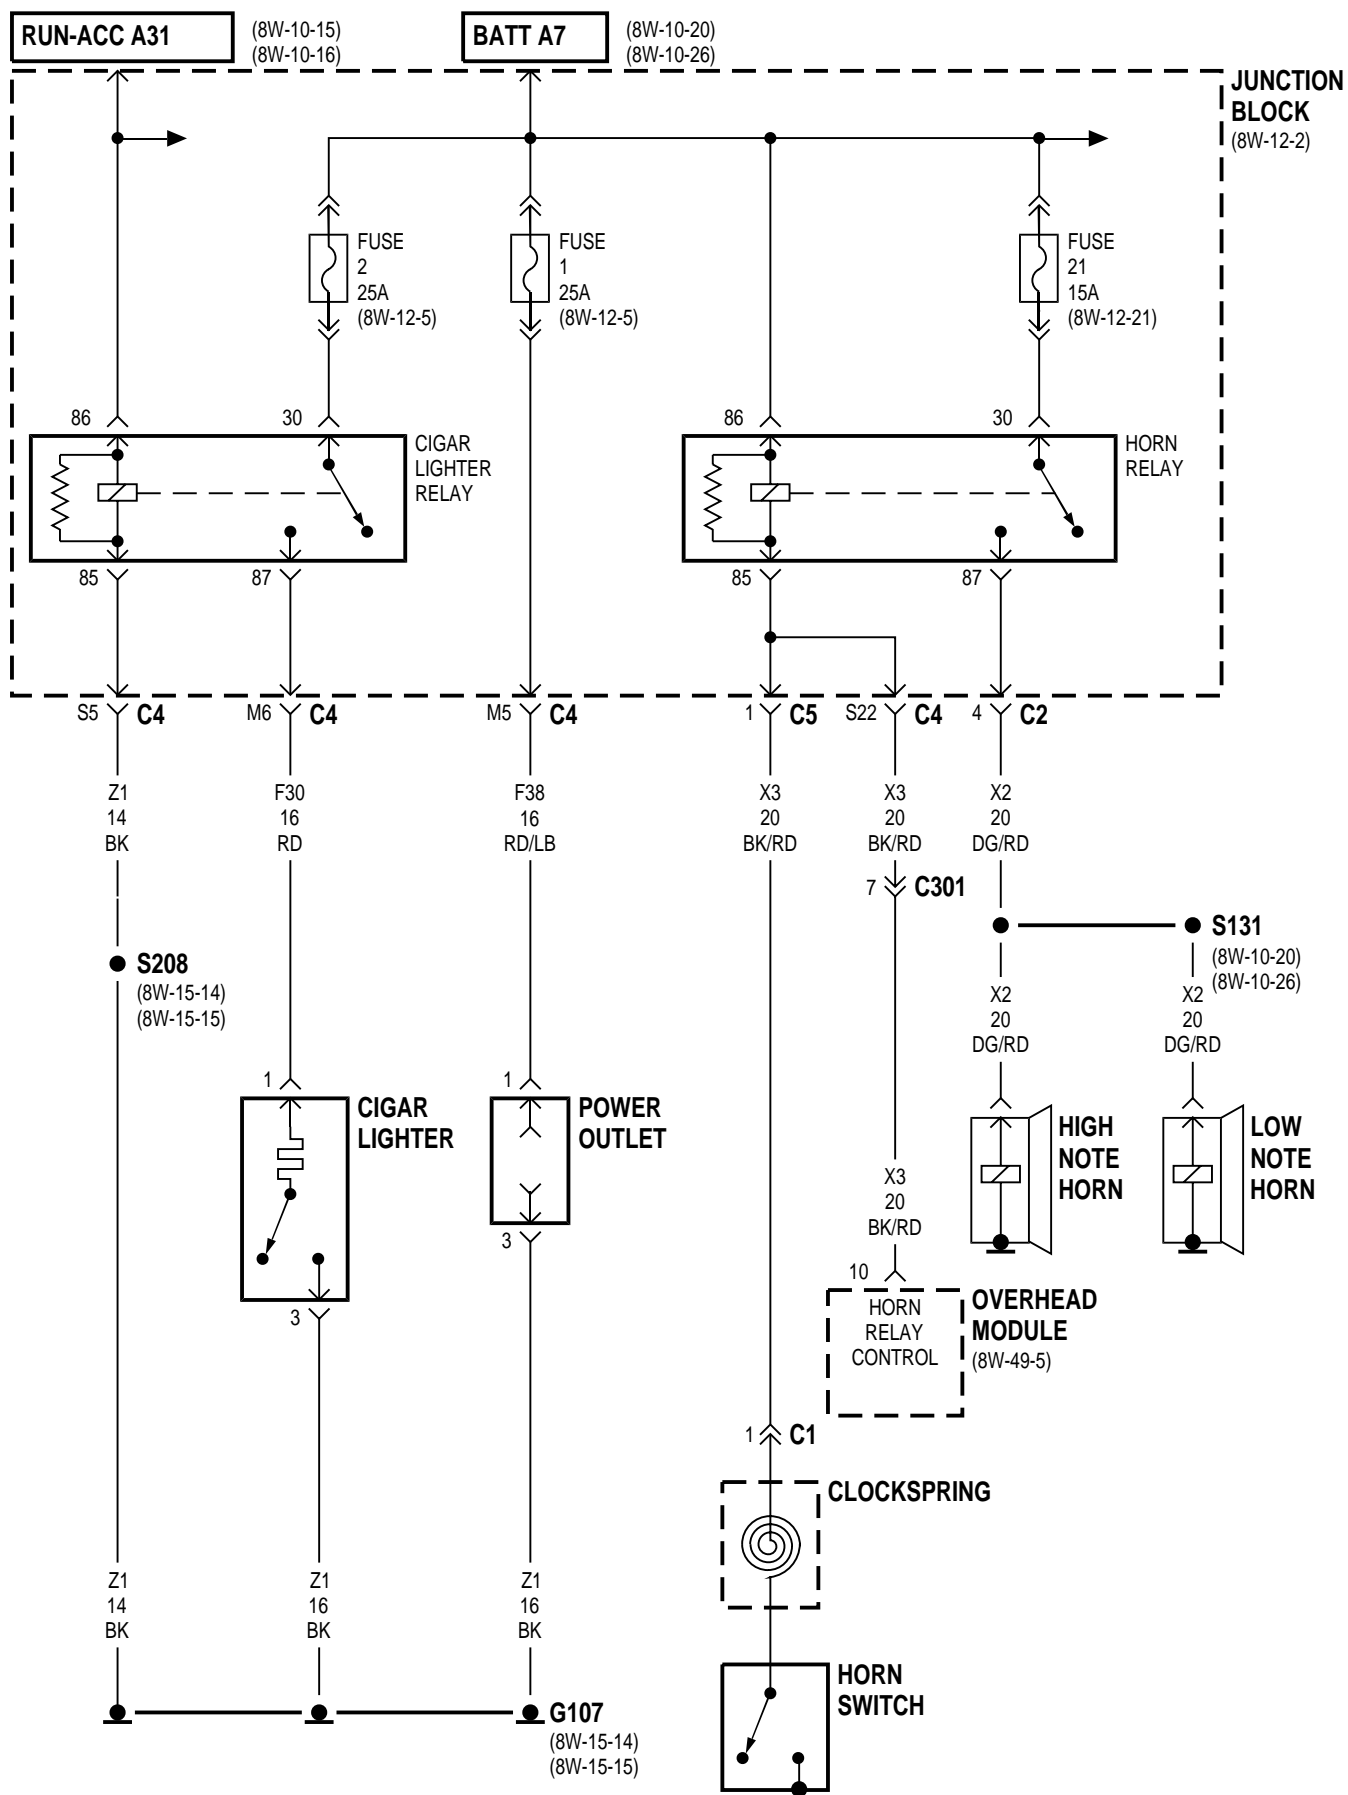 RUN-ACC A31
(8W-10-15)
(8W-10-16)
BATT A7
(8W-10-20)
(8W-10-26)
JUNCTION
BLOCK
(8W-12-2)
FUSE
2
25A
(8W-12-5)
FUSE
1
25A
(8W-12-5)
FUSE
21
15A
(8W-12-21)
86
30
CIGAR
LIGHTER
RELAY
85
87
86
30
HORN
RELAY
85
87
S5 C4
M6 C4
M5 C4
1 C5
S22 C4
4 C2
Z1
14
BK
F30
16
RD
F38
16
RD/LB
X3
20
BK/RD
X3
20
BK/RD
X2
20
DG/RD
7 C301
S131
(8W-10-20)
(8W-10-26)
S208
(8W-15-14)
(8W-15-15)
X2
20
DG/RD
X2
20
DG/RD
1
CIGAR
LIGHTER
3
1
POWER
OUTLET
3
HIGH
NOTE
HORN
LOW
NOTE
HORN
X3
20
BK/RD
10
HORN
RELAY
CONTROL
OVERHEAD
MODULE
(8W-49-5)
1 C1
CLOCKSPRING
Z1
14
BK
Z1
16
BK
Z1
16
BK
HORN
SWITCH
G107
(8W-15-14)
(8W-15-15)